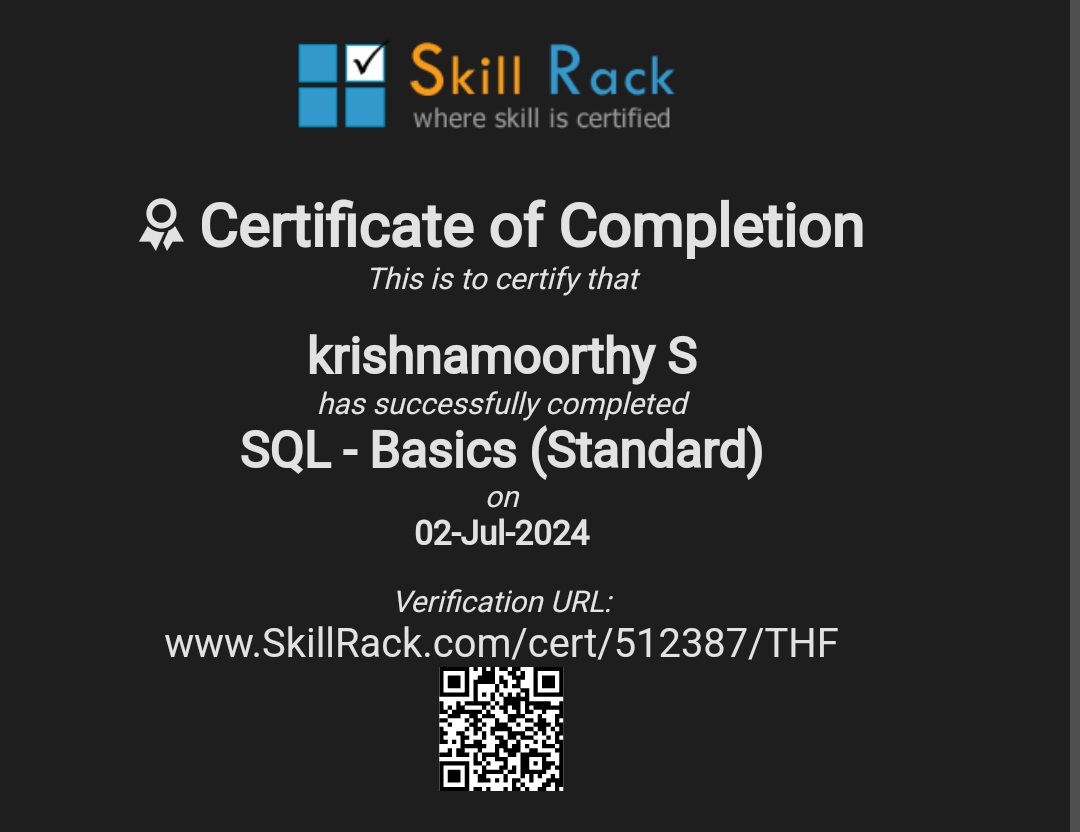 Skill Rack
where skill is certified
Certificate of Completion
This is to certify that
krishnamoorthy S
has successfully completed
SQL - Basics (Standard)
on
02-Jul-2024
Verification URL:
www.SkillRack.com/cert/512387/THF